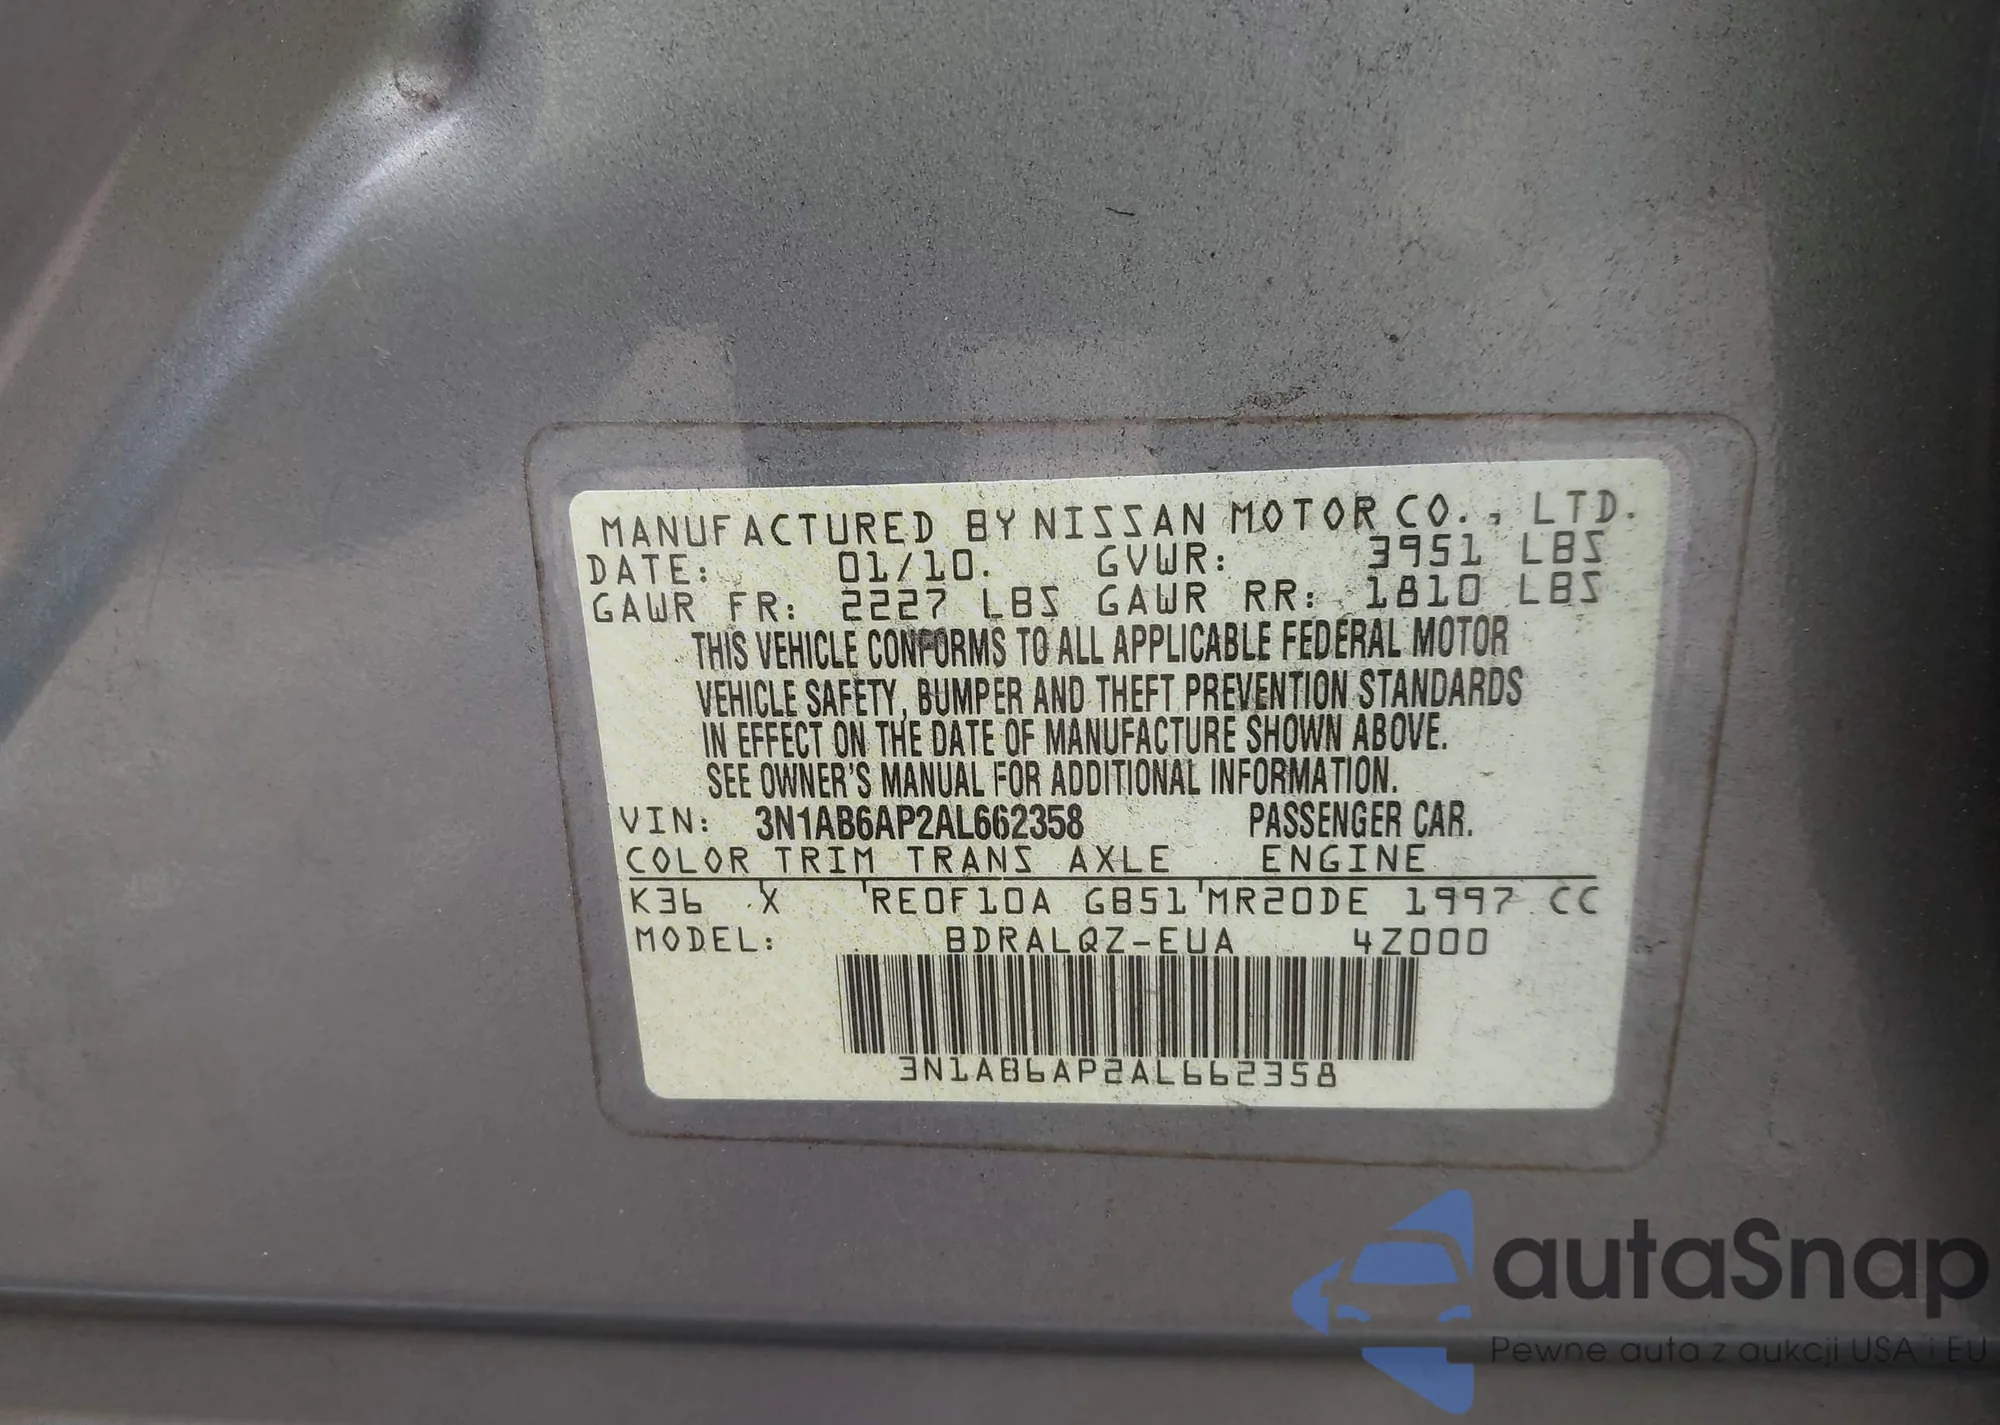 MANUFACTURED BY NISSAN MOTOR CO., LTD.
DATE: 01/10. GVWR: 3951 LBS
GAWR FR: 2227 LBS GAWR RR: 1810 LBS
THIS VEHICLE CONFORMS TO ALL APPLICABLE FEDERAL MOTOR
VEHICLE SAFETY, BUMPER AND THEFT PREVENTION STANDARDS
IN EFFECT ON THE DATE OF MANUFACTURE SHOWN ABOVE.
SEE OWNER'S MANUAL FOR ADDITIONAL INFORMATION.
VIN: 3N1AB6AP2AL662358 PASSENGER CAR.
COLOR TRIM TRANS AXLE ENGINE
K36 X RE0F10A GB51 MR20DE 1997 CC
MODEL: BDRALQZ-EUA 4Z000
3N1AB6AP2AL662358
autaSnap
Pewne auta z aukcji USA i EU